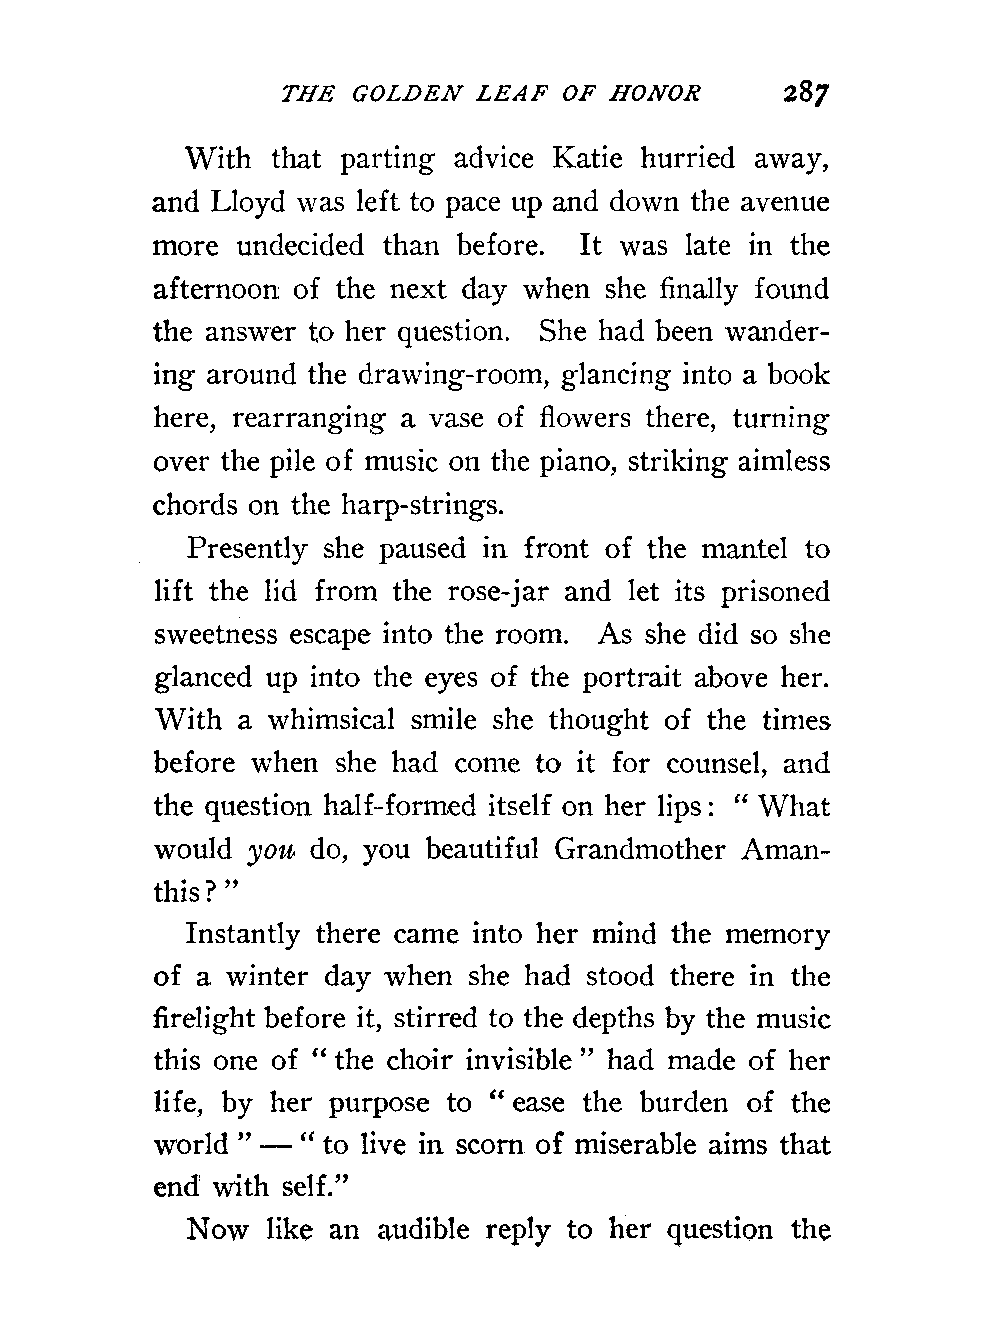 THE GOLDEN LEAF OF HONOR 287
With that parting advice Katie hurried away,
and Lloyd was left to pace up and down the avenue
more undecided than before. It was late in the
afternoon of the next day when she finally found
the answer to her question. She had been wander-
ing around the drawing-room, glancing into a book
here, rearranging a vase of flowers there, turning
over the pile of music on the piano, striking aimless
chords on the harp-strings.
Presently she paused in front of the mantel to
lift the lid from the rose-jar and let its prisoned
sweetness escape into the room. As she did so she
glanced up into the eyes of the portrait above her.
With a whimsical smile she thought of the times
before when she had come to it for counsel, and
the question half-formed itself on her lips: “ What
would you do, you beautiful Grandmother Aman-
this? ”
Instantly there came into her mind the memory
of a winter day when she had stood there in the
firelight before it, stirred to the depths by the music
this one of “ the choir invisible ” had made of her
life, by her purpose to “ ease the burden of the
world ” — “ to live in scorn of miserable aims that
end with self.”
Now like an audible reply to her question the